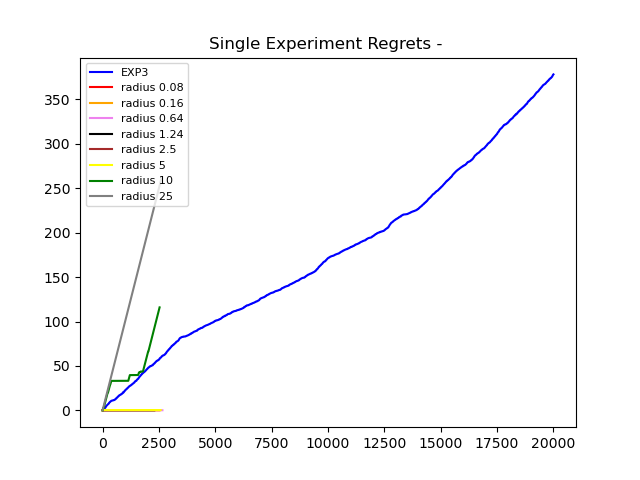 Single Experiment Regrets -
EXP3
radius 0.08
radius 0.16
radius 0.64
radius 1.24
radius 2.5
radius 5
radius 10
radius 25
350
300
250
200
150
100
50
0
0 2500 5000 7500 10000 12500 15000 17500 20000